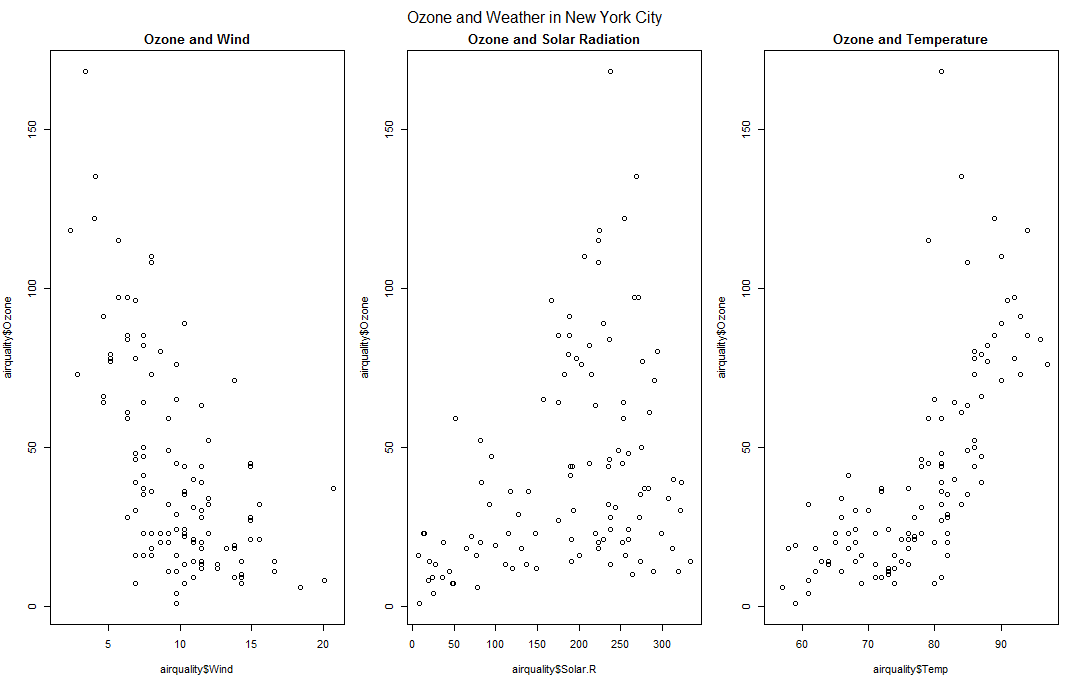 Ozone and Weather in New York City
Ozone and Wind
airquality$Ozone
150
100
50
0
5 10 15 20
airquality$Wind
Ozone and Solar Radiation
airquality$Ozone
150
100
50
0
0 50 100 150 200 250 300
airquality$Solar.R
Ozone and Temperature
airquality$Ozone
150
100
50
0
60 70 80 90
airquality$Temp